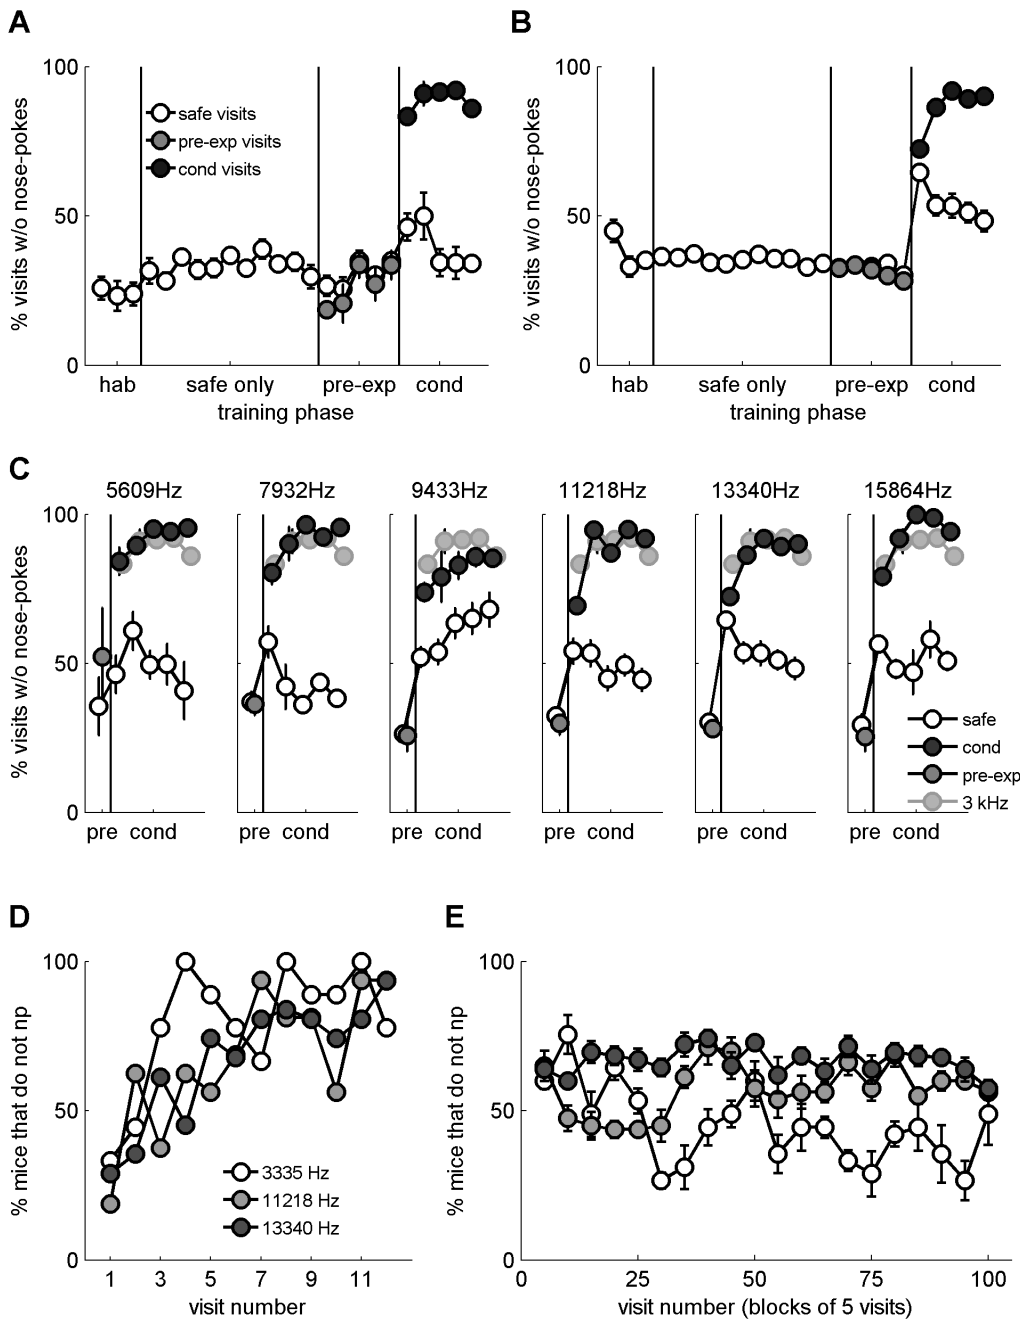 A
B
% visits w/o nose-pokes
100
50
0
safe visits
pre-exp visits
cond visits
hab safe only pre-exp cond
training phase
% visits w/o nose-pokes
100
50
0
hab safe only pre-exp cond
training phase
C
% visits w/o nose-pokes
100
50
0
5609Hz 7932Hz 9433Hz 11218Hz 13340Hz 15864Hz
safe
cond
pre-exp
3 kHz
pre cond pre cond pre cond pre cond pre cond pre cond
D
% mice that do not np
100
50
0
3335 Hz
11218 Hz
13340 Hz
1 3 5 7 9 11
visit number
E
% mice that do not np
100
50
0
0 25 50 75 100
visit number (blocks of 5 visits)